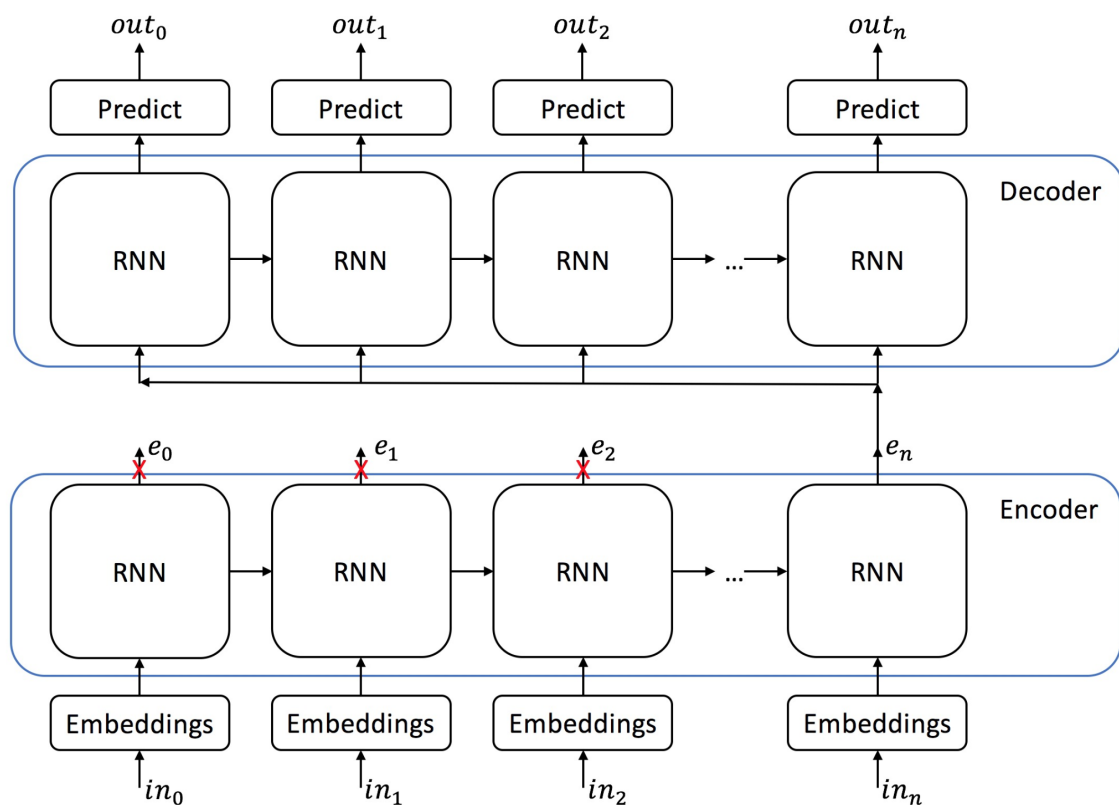 out₀ out₁ out₂ outₙ
Predict Predict Predict Predict
Decoder
RNN RNN RNN ... RNN
e₀ e₁ e₂ eₙ
X X X
Encoder
RNN RNN RNN ... RNN
Embeddings Embeddings Embeddings Embeddings
in₀ in₁ in₂ inₙ